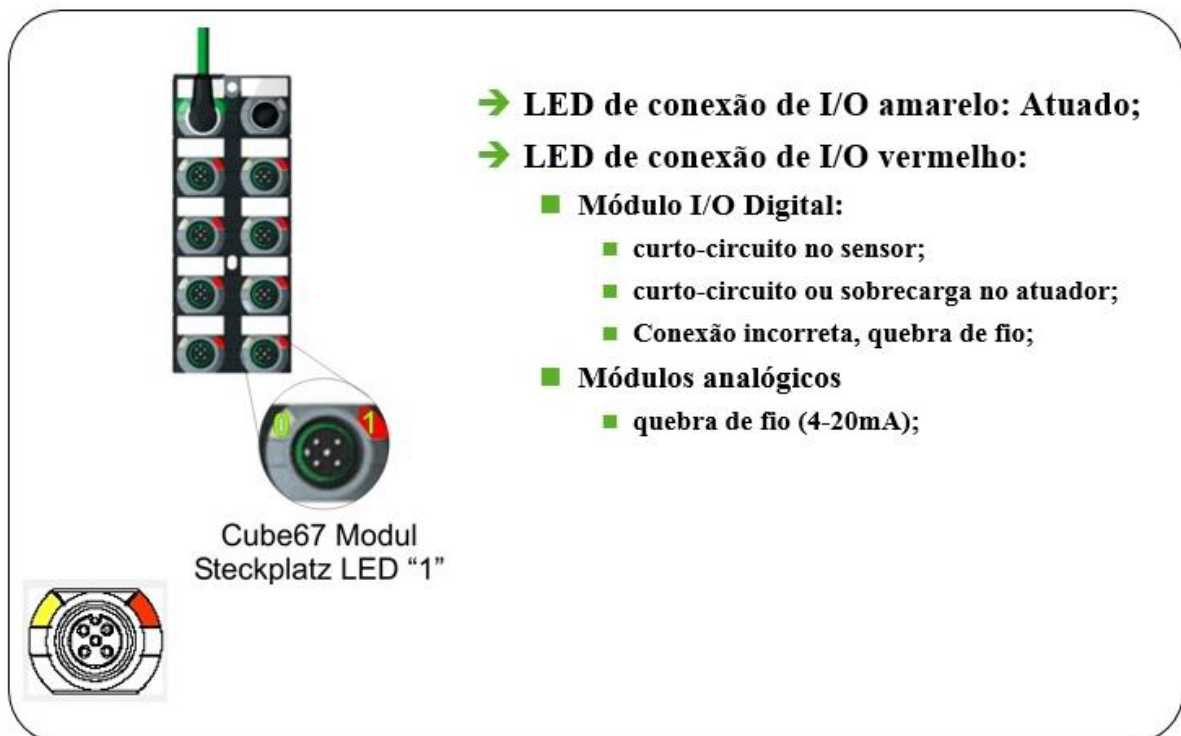 LED de conexão de I/O amarelo: Atuado;
LED de conexão de I/O vermelho:
Módulo I/O Digital:
curto-circuito no sensor;
curto-circuito ou sobrecarga no atuador;
Conexão incorreta, quebra de fio;
Módulos analógicos
quebra de fio (4-20mA);
0 1
Cube67 Modul
Steckplatz LED “1”